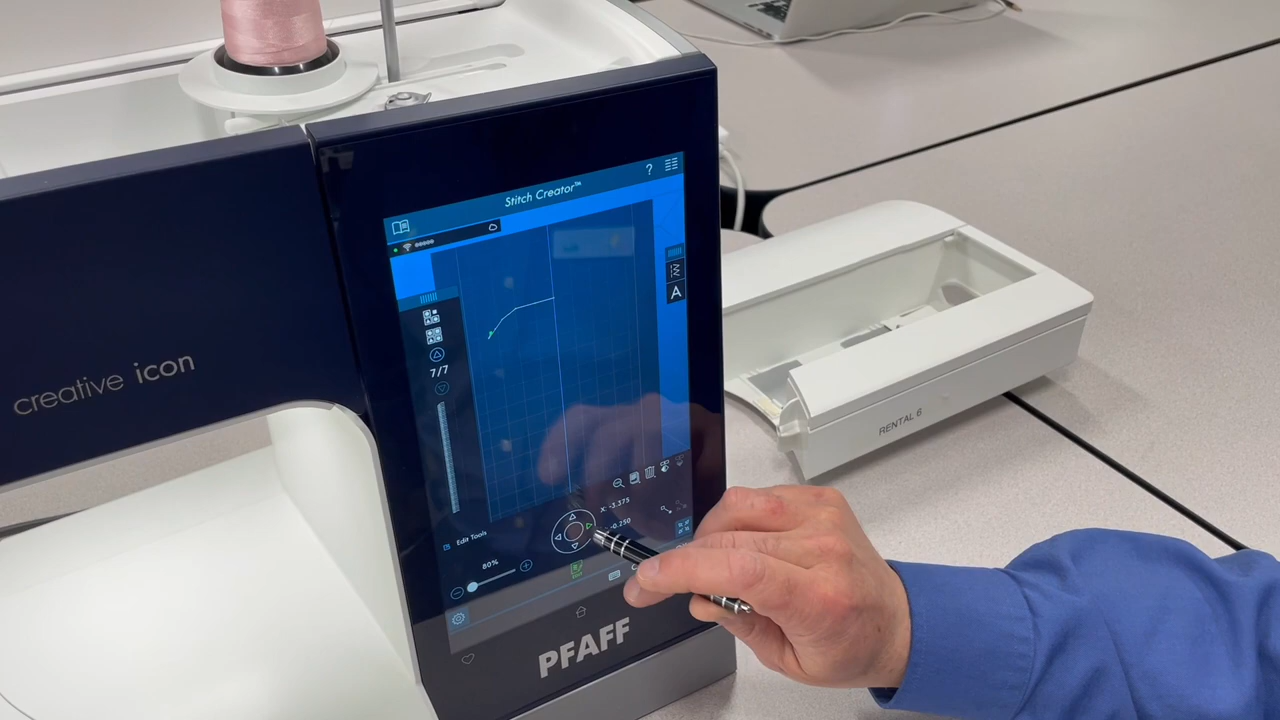 Stitch Creator™
?
A
7/7
creative icon
RENTAL 6
X: -3.375
-0.250
Edit Tools
80%
PFAFF